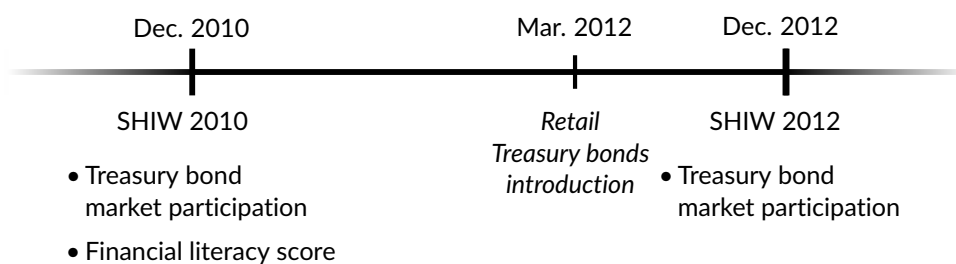 Dec. 2010
Mar. 2012
Dec. 2012
SHIW 2010
Retail
Treasury bonds
introduction
SHIW 2012
• Treasury bond
market participation
• Financial literacy score
• Treasury bond
market participation